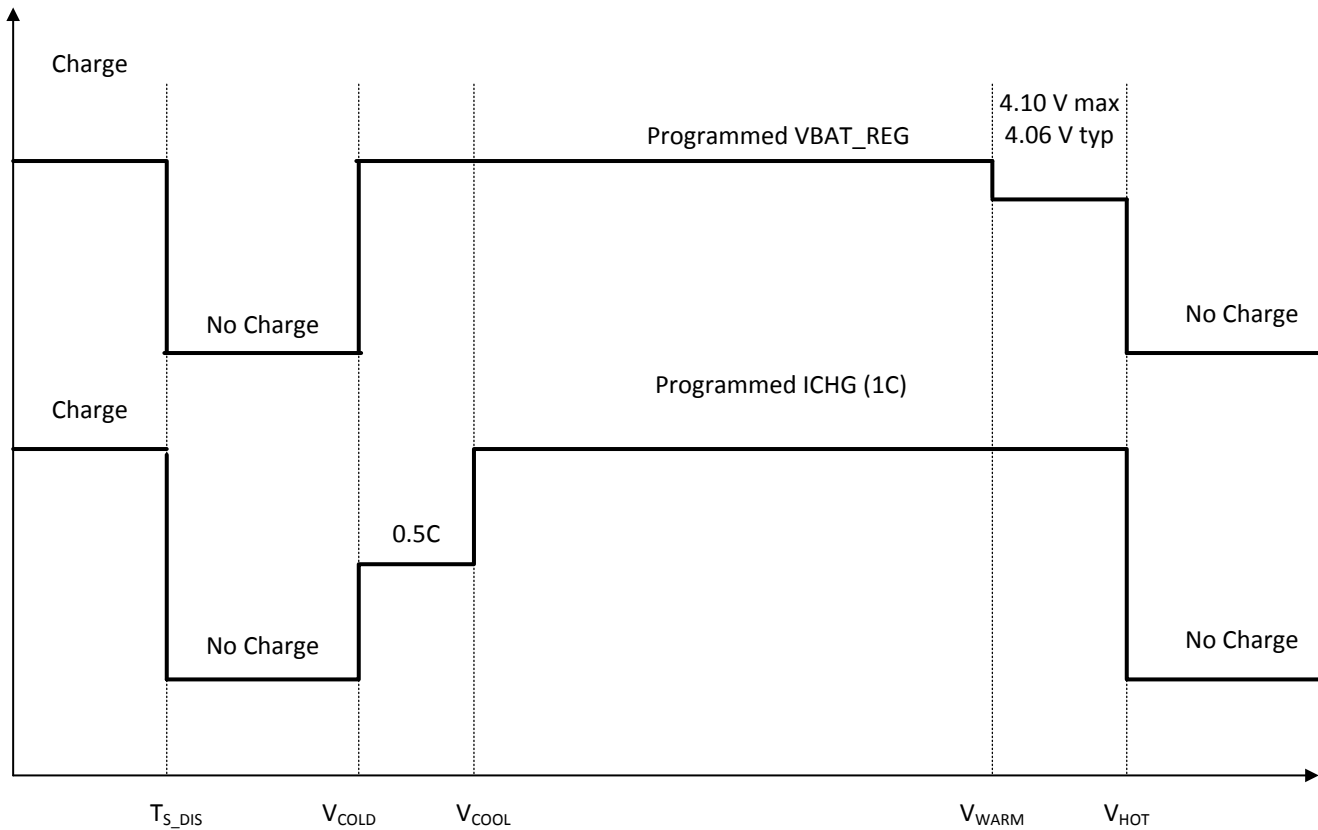 Charge
4.10 V max
4.06 V typ
Programmed VBAT_REG
No Charge
No Charge
Programmed ICHG (1C)
Charge
0.5C
No Charge
No Charge
TS_DIS
VCOLD
VCOOL
VWARM
VHOT